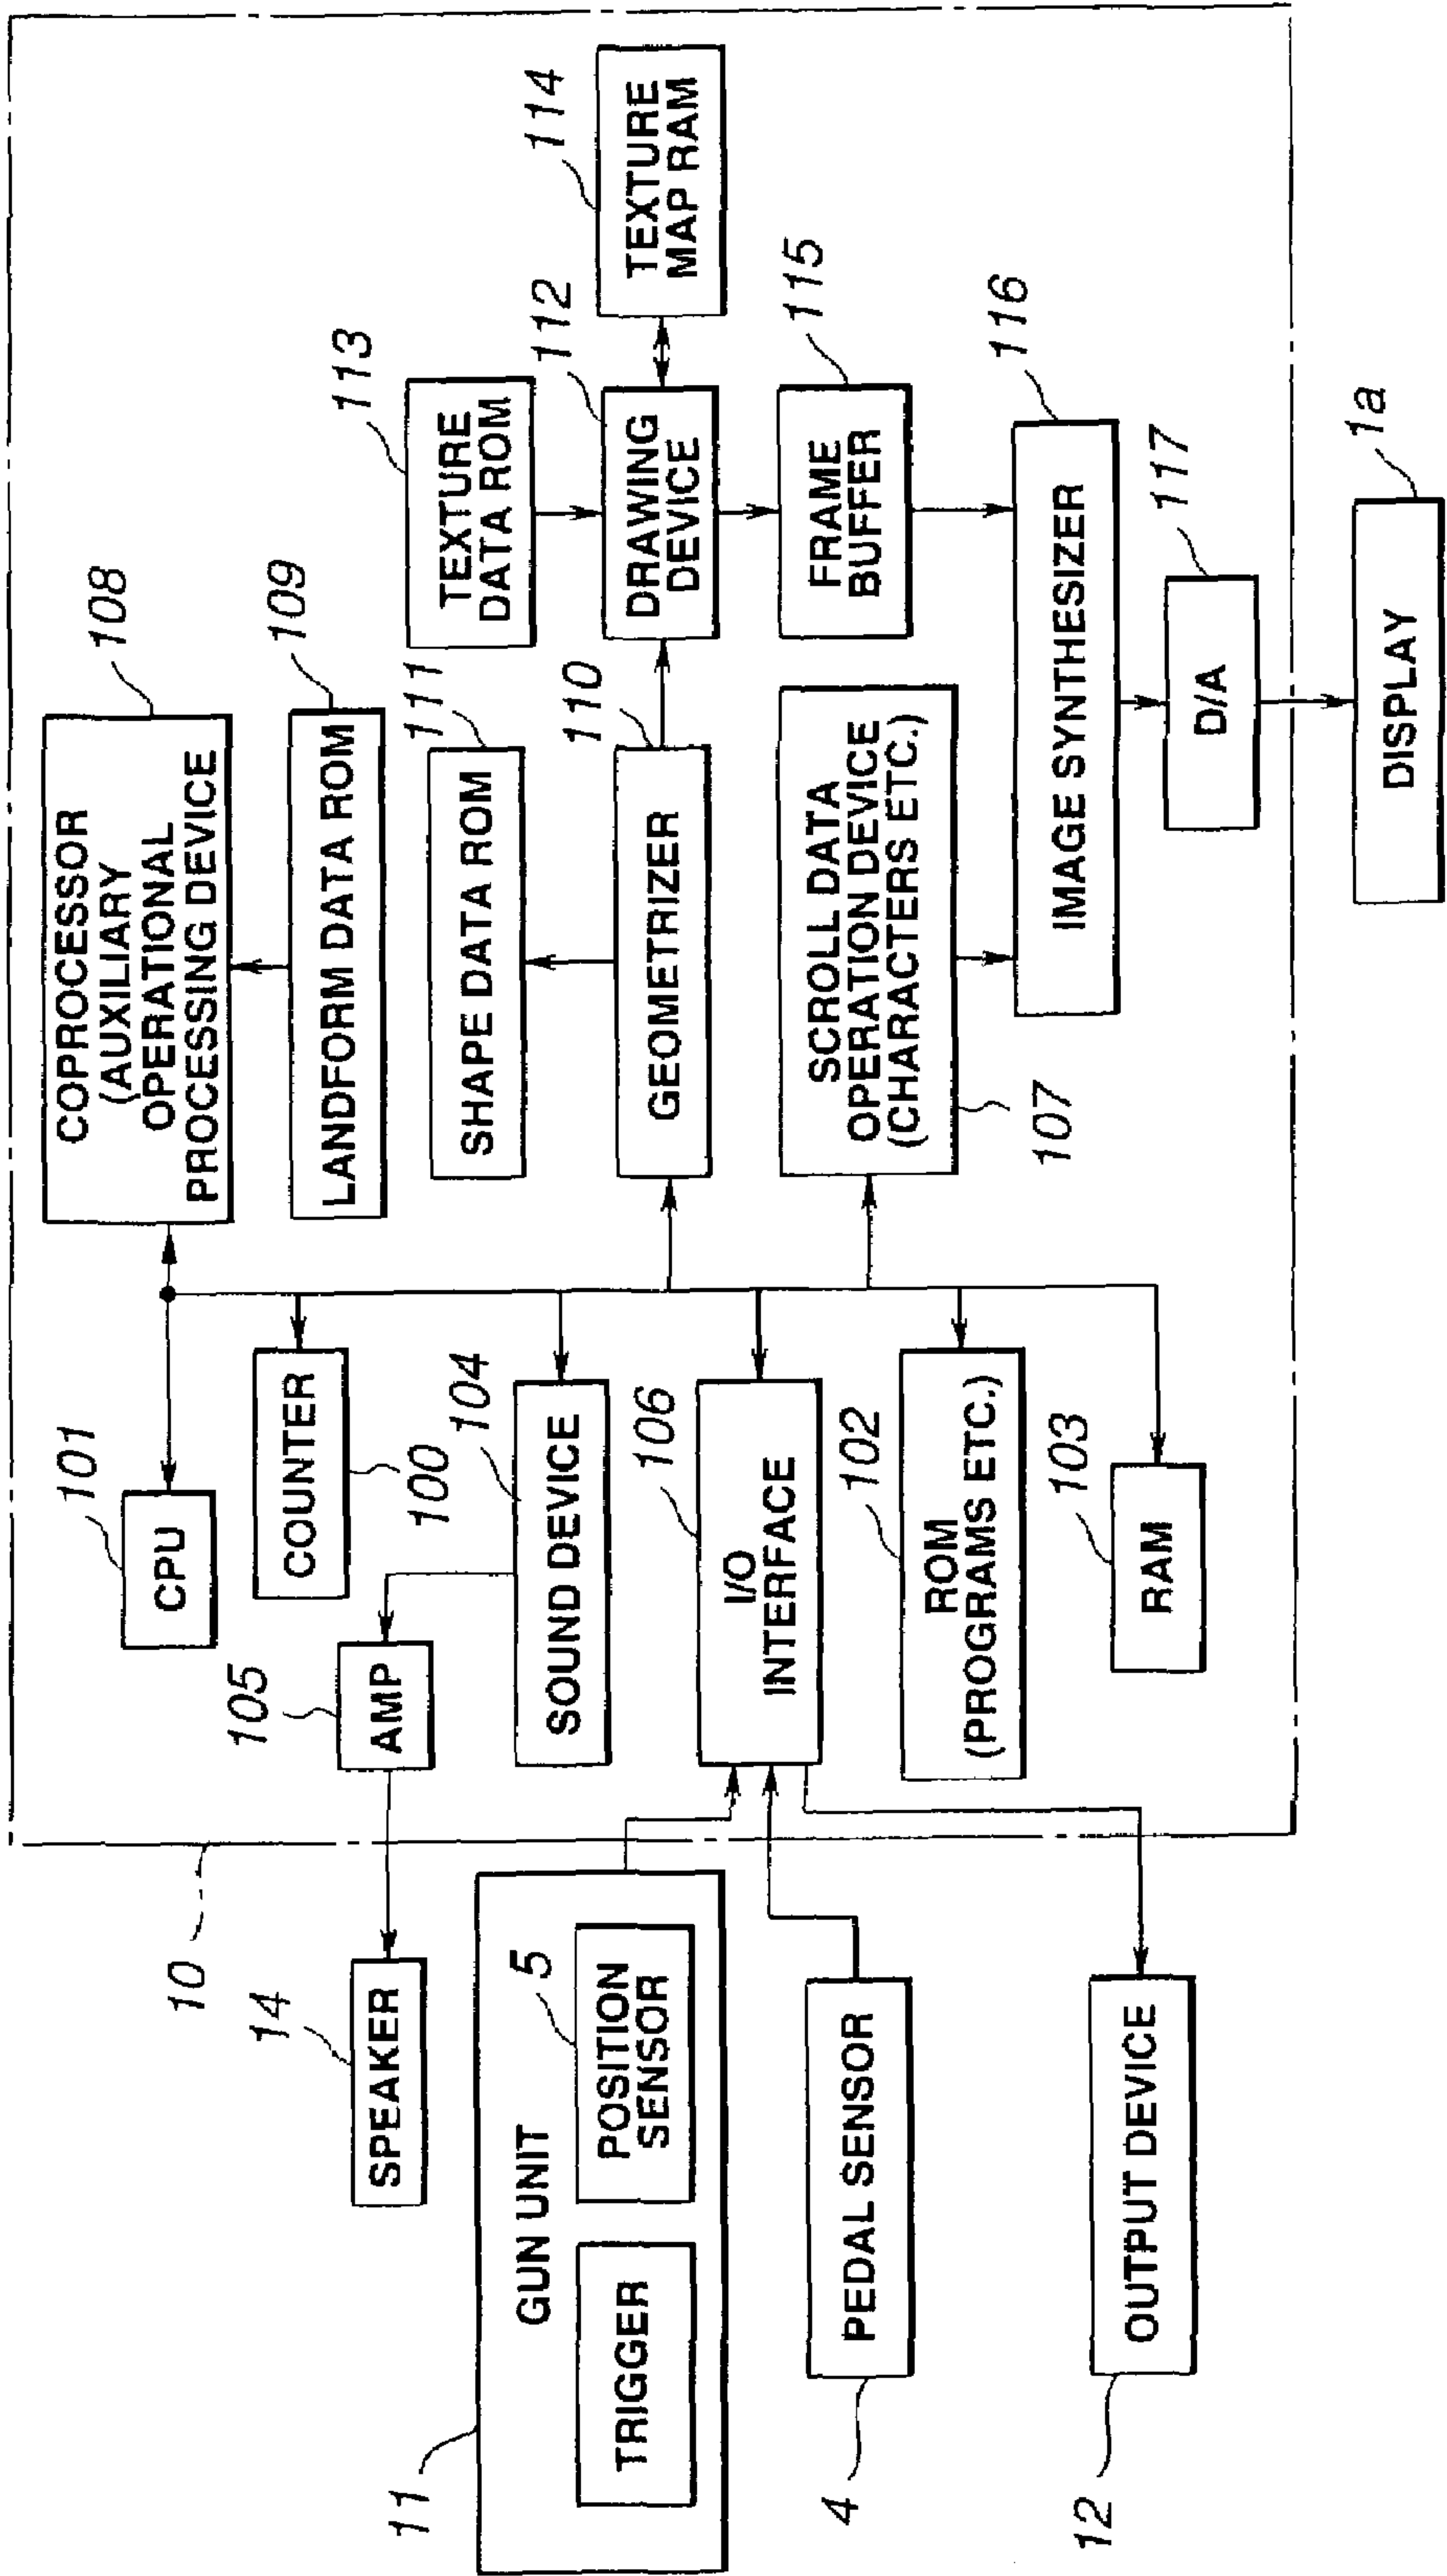 10
101
CPU
COUNTER
100
105
AMP
104
SOUND DEVICE
14
SPEAKER
11
GUN UNIT
TRIGGER
5
POSITION
SENSOR
4
PEDAL SENSOR
12
OUTPUT DEVICE
106
I/O
INTERFACE
102
ROM
(PROGRAMS ETC.)
103
RAM
108
COPROCESSOR
(AUXILIARY
OPERATIONAL
PROCESSING DEVICE
109
LANDFORM DATA ROM
111
SHAPE DATA ROM
110
GEOMETRIZER
113
TEXTURE
DATA ROM
112
DRAWING
DEVICE
114
TEXTURE
MAP RAM
115
FRAME
BUFFER
SCROLL DATA
OPERATION DEVICE
(CHARACTERS ETC.)
107
116
IMAGE SYNTHESIZER
117
D/A
1a
DISPLAY